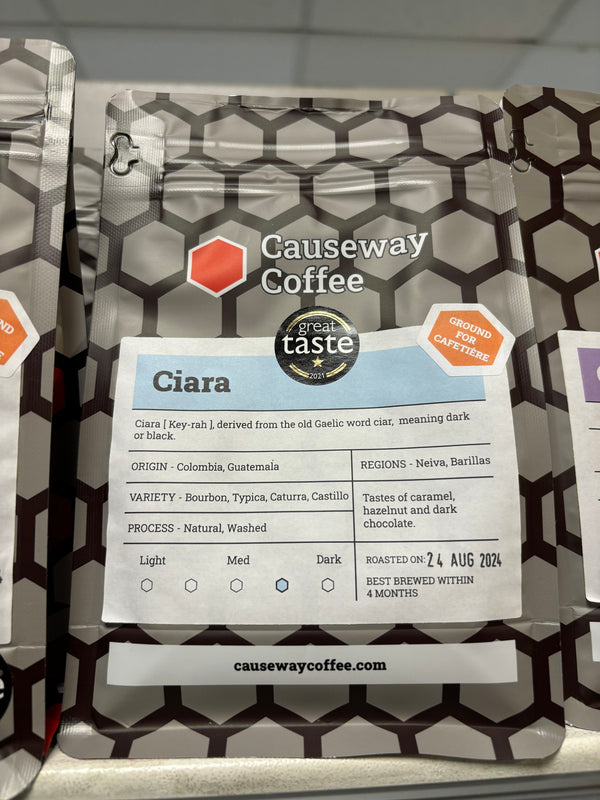 Causeway
Coffee
great
taste
2021
GROUND
FOR
CAFETIÈRE
Ciara
Ciara [ Key-rah ], derived from the old Gaelic word ciar, meaning dark
or black.
ORIGIN - Colombia, Guatemala
REGIONS - Neiva, Barillas
VARIETY - Bourbon, Typica, Caturra, Castillo
Tastes of caramel,
hazelnut and dark
chocolate.
PROCESS - Natural, Washed
Light Med Dark
ROASTED ON: 24 AUG 2024
BEST BREWED WITHIN
4 MONTHS
causewaycoffee.com